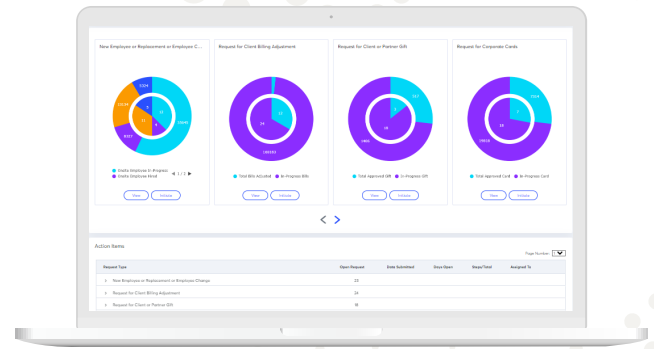 New Employee or Replacement or Employee C...
Request for Client Billing Adjustment
Request for Client or Partner Gift
Request for Corporate Cards
Onsite Employee In-Progress
Onsite Employee Hired
1 / 2
Total Bills Adjusted
In-Progress Bills
Total Approved Gift
In-Progress Gift
Total Approved Card
In-Progress Card
View
Initiate
View
Initiate
View
Initiate
View
Initiate
Action Items
Page Number:
Request Type
Open Request
Date Submitted
Days Open
Steps/Total
Assigned To
New Employee or Replacement or Employee Change
Request for Client Billing Adjustment
24
Request for Client or Partner Gift
18